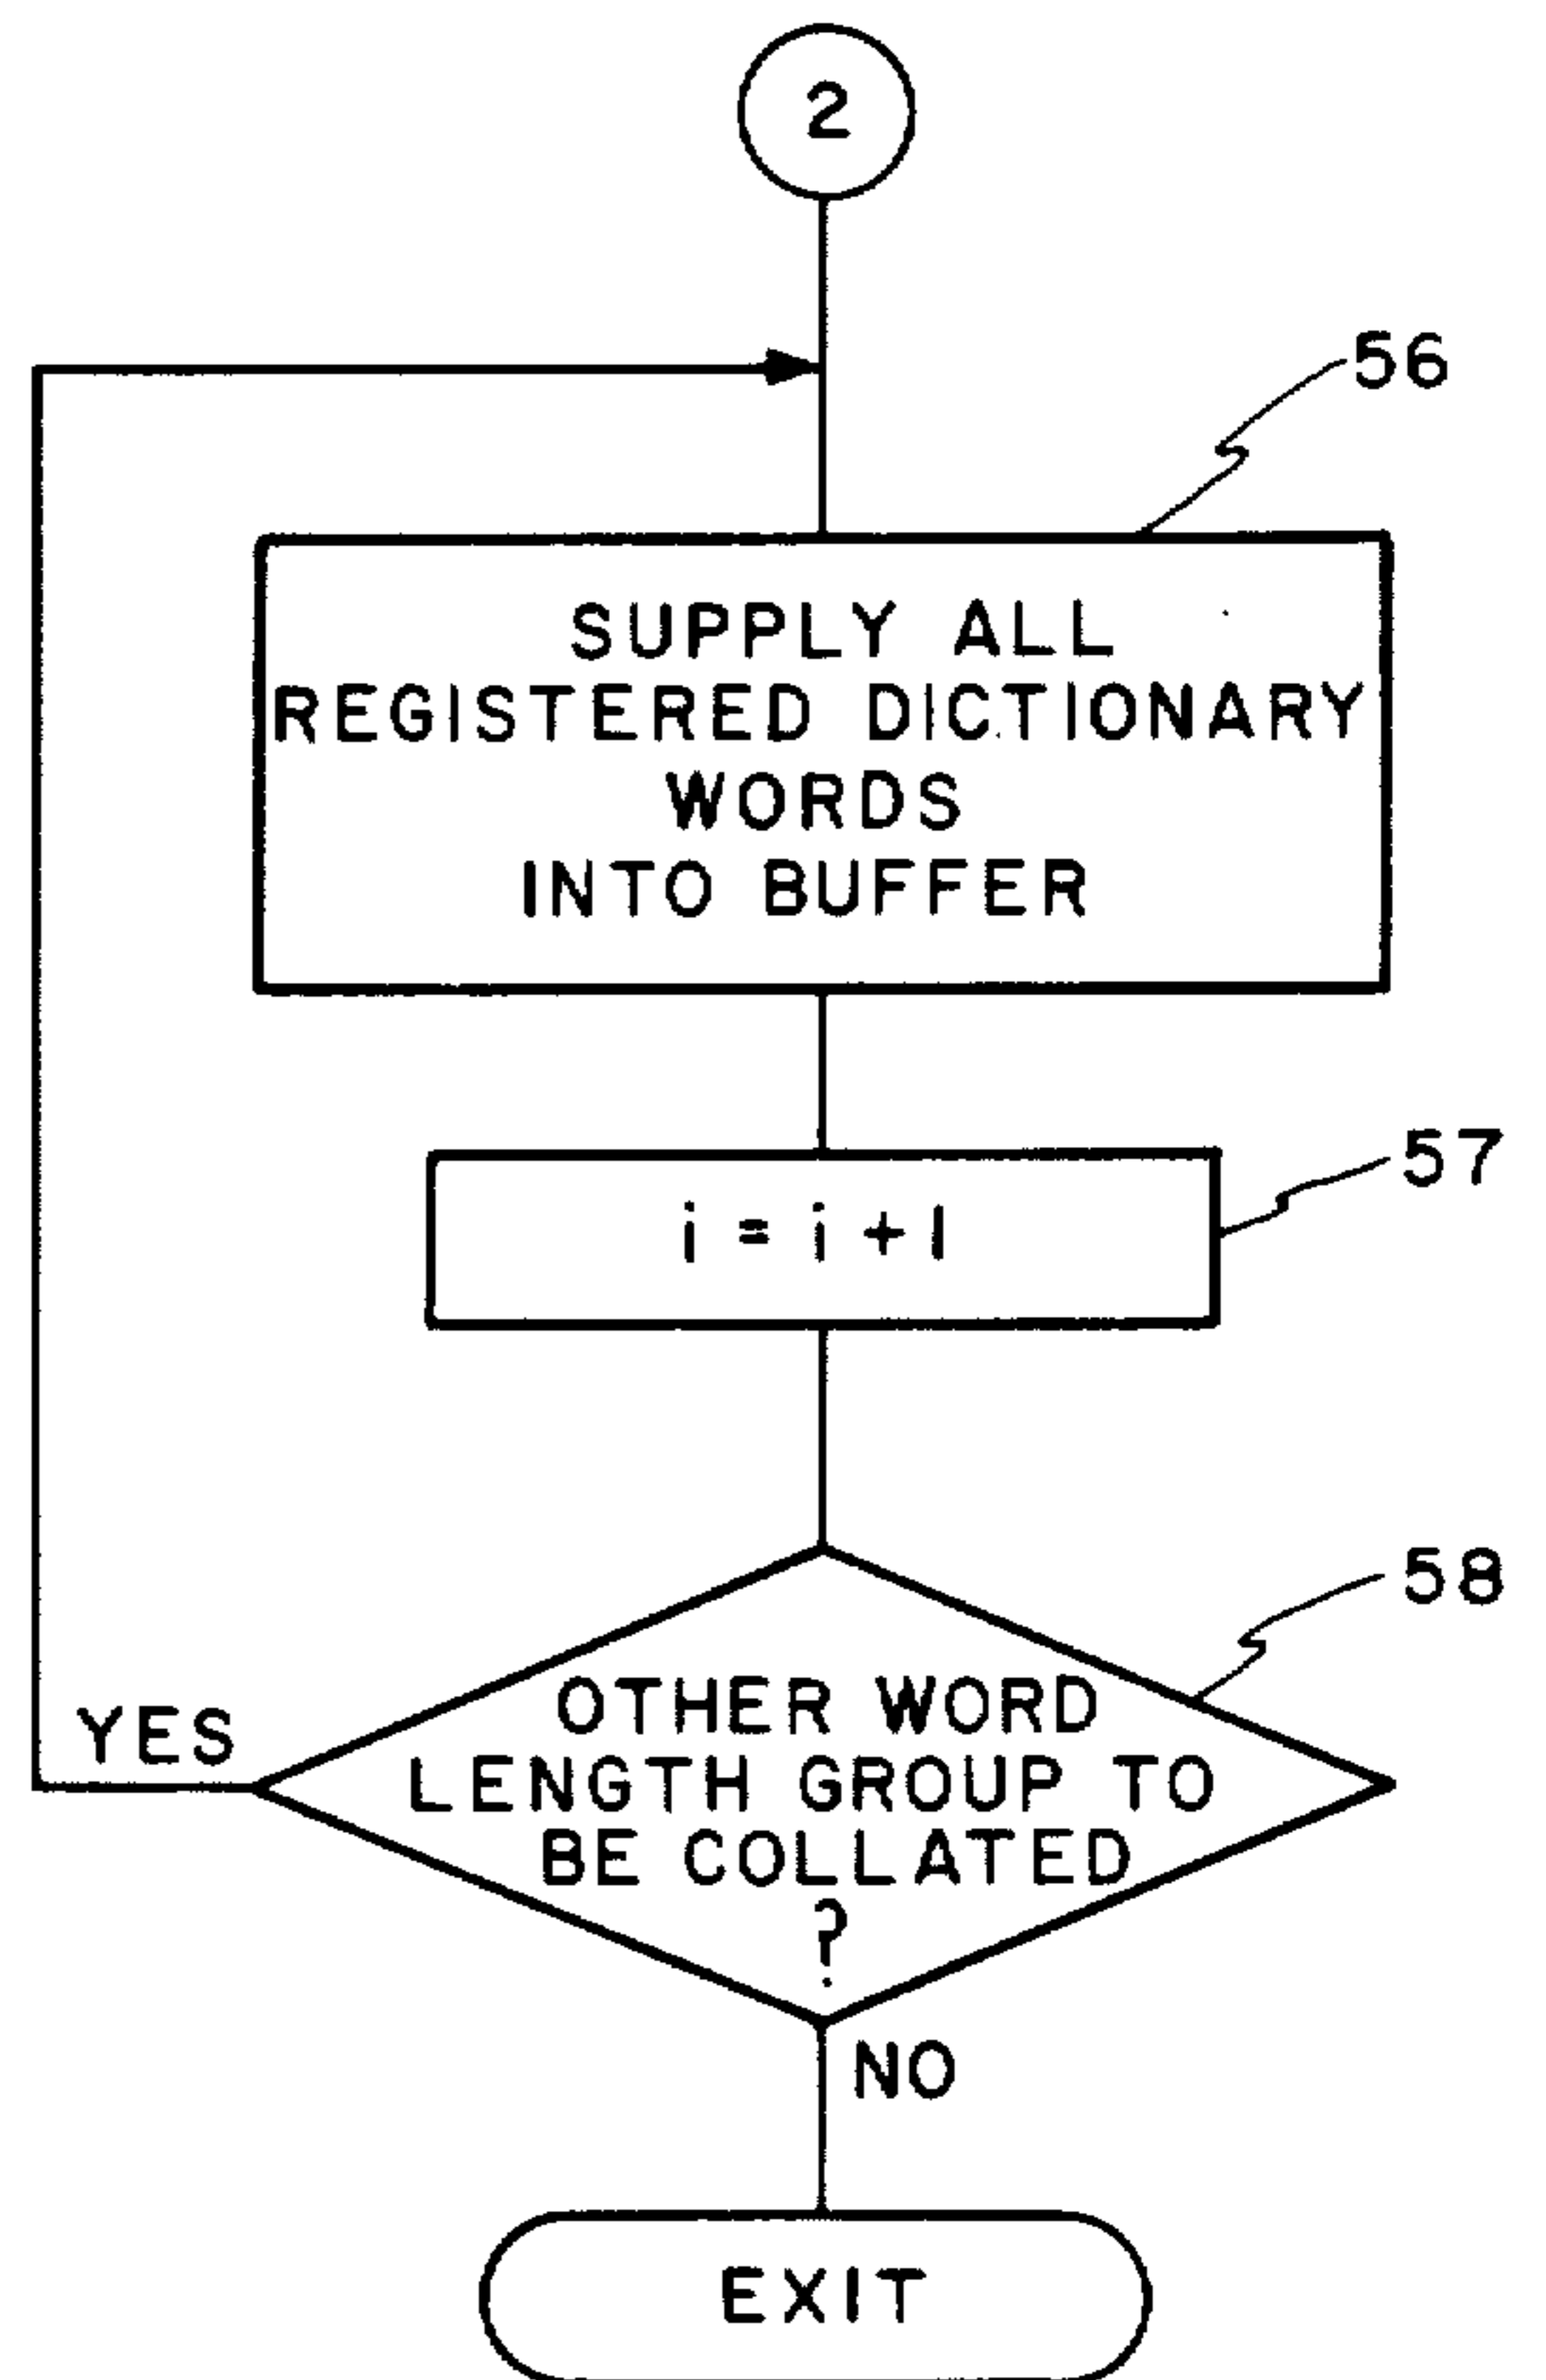 2
56
SUPPLY ALL
REGISTERED DICTIONARY
WORDS
INTO BUFFER
57
i = i + 1
58
OTHER WORD
LENGTH GROUP TO
BE COLLATED
?
YES
NO
EXIT